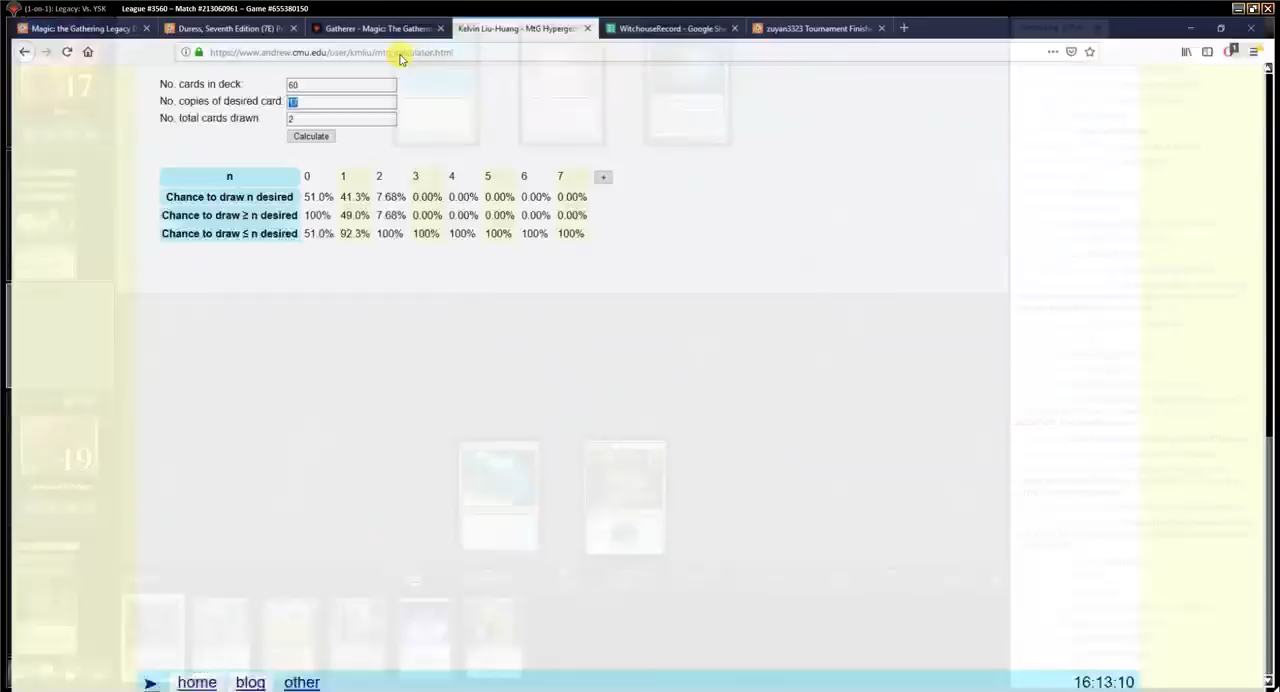 (1-on-1): Legacy: Vs. YSK League #3560 – Match #213060961 – Game #655380150
Magic: the Gathering Legacy D Duress, Seventh Edition (7E) P Gatherer - Magic: The Gathering Kelvin Liu-Huang - MtG Hyperge WitchouseRecord - Google She zuyan3323 Tournament Finish
https://www.andrew.cmu.edu/user/kmliu/mtg_calculator.html
17
No. cards in deck: 60
No. copies of desired card: 17
No. total cards drawn 2
Calculate
n 0 1 2 3 4 5 6 7 +
Chance to draw n desired 51.0% 41.3% 7.68% 0.00% 0.00% 0.00% 0.00% 0.00%
Chance to draw ≥ n desired 100% 49.0% 7.68% 0.00% 0.00% 0.00% 0.00% 0.00%
Chance to draw ≤ n desired 51.0% 92.3% 100% 100% 100% 100% 100% 100%
19
home blog other 16:13:10